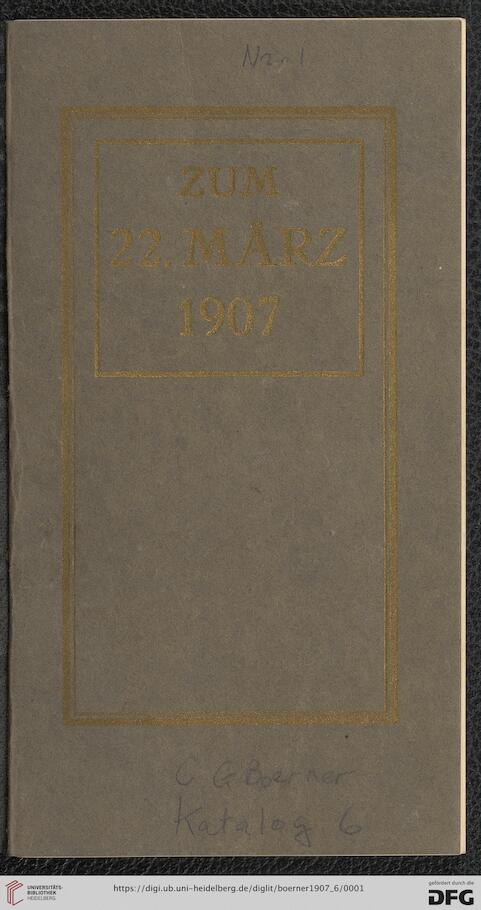 Nr. 1
ZUM
22. MÄRZ
1907
C G Boerner
Katalog 6
UNIVERSITÄTS-
BIBLIOTHEK
HEIDELBERG
https://digi.ub.uni-heidelberg.de/diglit/boerner1907_6/0001
gefördert durch die
DFG